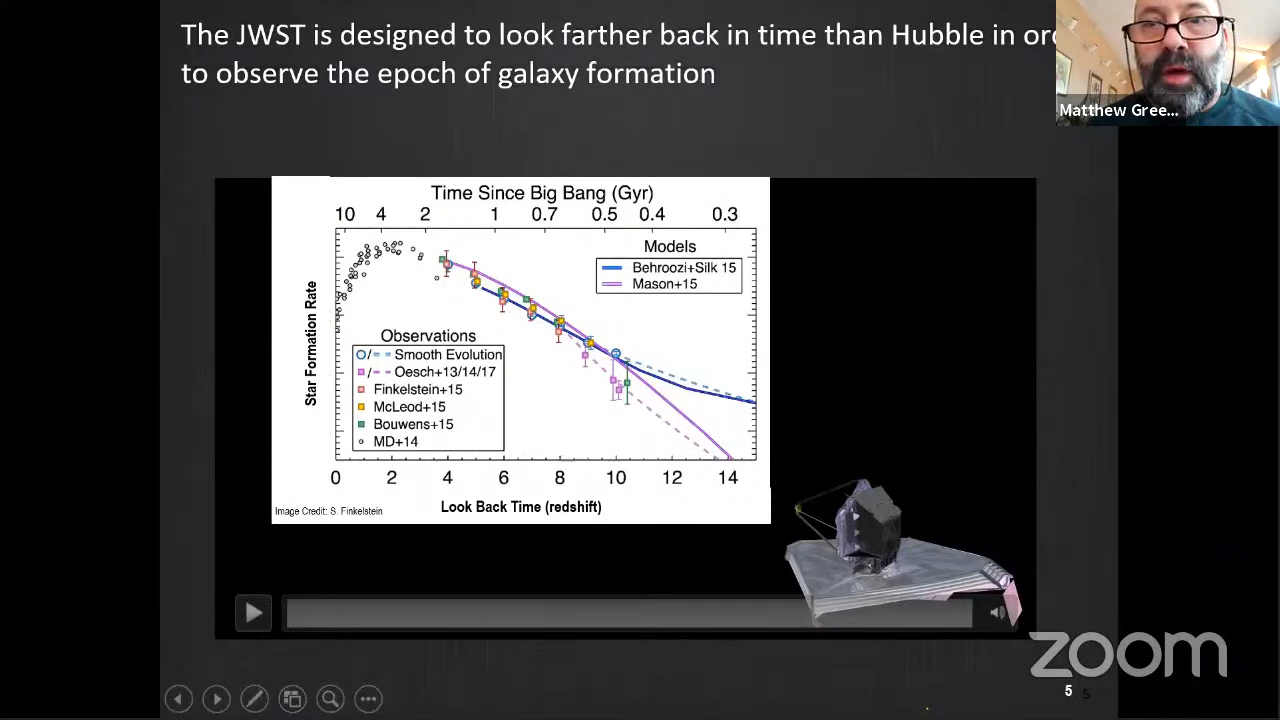 The JWST is designed to look farther back in time than Hubble in
to observe the epoch of galaxy formation
Matthew Gree...
Time Since Big Bang (Gyr)
10 4 2 1 0.7 0.5 0.4 0.3
Models
Behroozi+Silk 15
Mason+15
Star Formation Rate
Observations
Smooth Evolution
Oesch+13/14/17
Finkelstein+15
McLeod+15
Bouwens+15
MD+14
0 2 4 6 8 10 12 14
Look Back Time (redshift)
Image Credit: S. Finkelstein
zoom
5 5